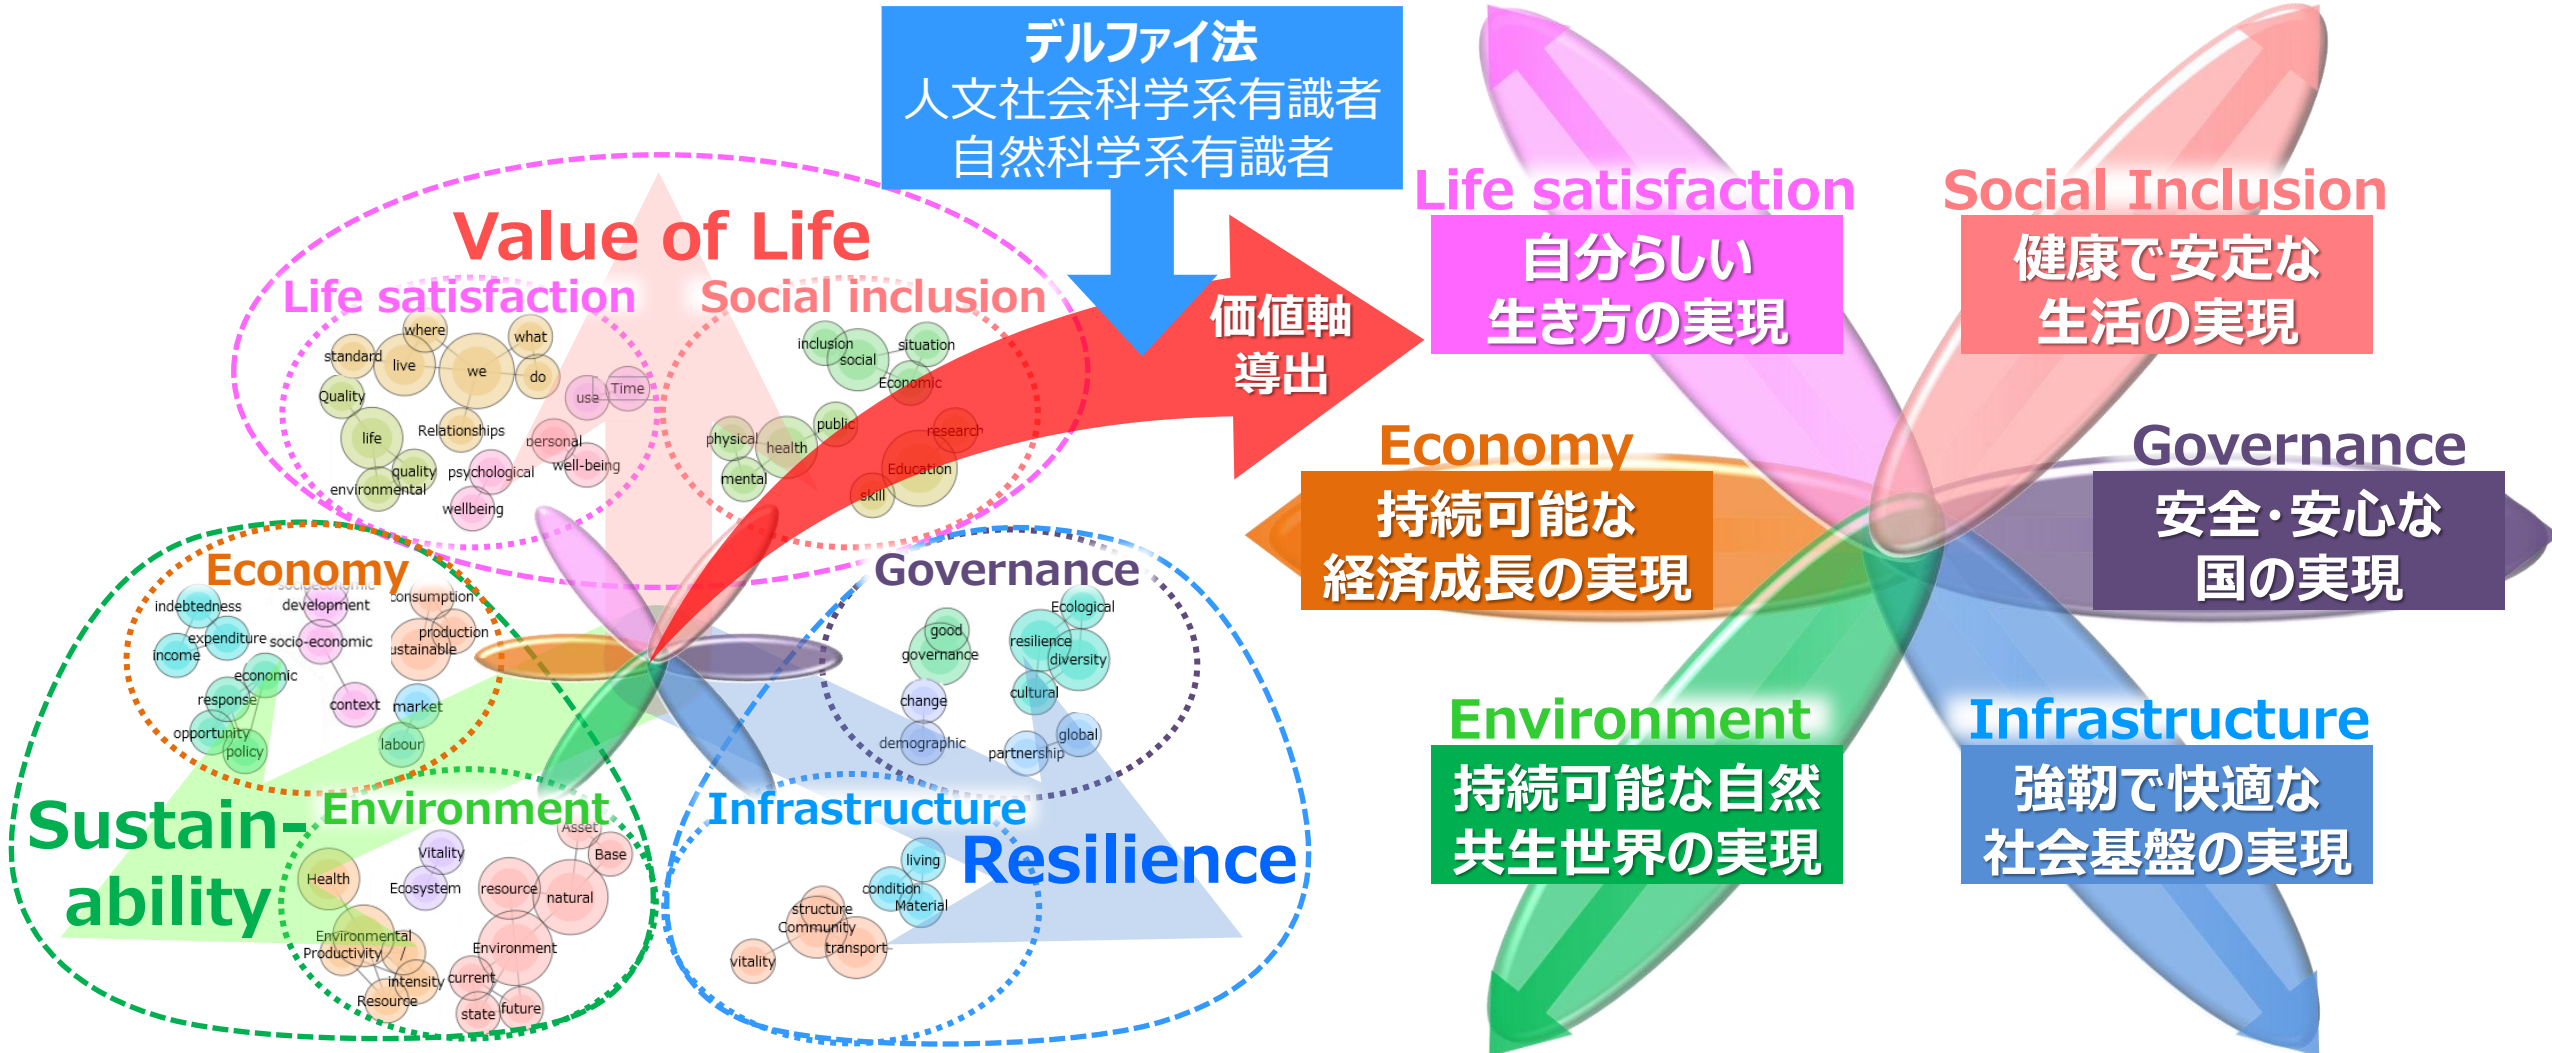 デルファイ法
人文社会科学系有識者
自然科学系有識者
Value of Life
Life satisfaction
Social inclusion
where
what
standard
live
we
do
use
Time
Quality
life
Relationships
personal
quality
psychological
well-being
environmental
wellbeing
inclusion
social
situation
Economic
public
research
physical
health
Education
mental
skill
価値軸
導出
Economy
socioeconomic
indebtedness
development
consumption
expenditure
socio-economic
production
income
ustainable
economic
response
context
market
opportunity
policy
labour
Governance
Ecological
good
resilience
governance
diversity
change
cultural
demographic
partnership
global
Sustain-
ability
Environment
Asset
Vitality
Base
Health
Ecosystem
resource
natural
Environmental
Productivity
/
Environment
intensity
current
Resource
state
future
Infrastructure
Resilience
living
condition
Material
structure
Community
transport
vitality
Life satisfaction
自分らしい
生き方の実現
Social Inclusion
健康で安定な
生活の実現
Economy
持続可能な
経済成長の実現
Governance
安全・安心な
国の実現
Environment
持続可能な自然
共生世界の実現
Infrastructure
強靭で快適な
社会基盤の実現